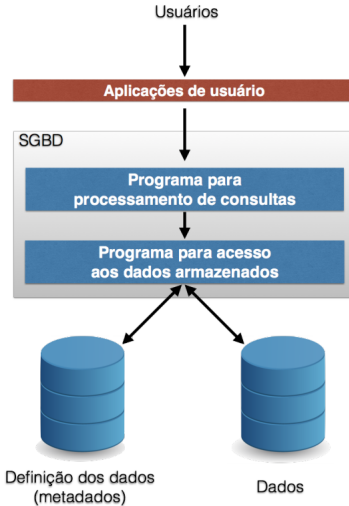 Usuários
Aplicações de usuário
SGBD
Programa para
processamento de consultas
Programa para acesso
aos dados armazenados
Definição dos dados
(metadados)
Dados